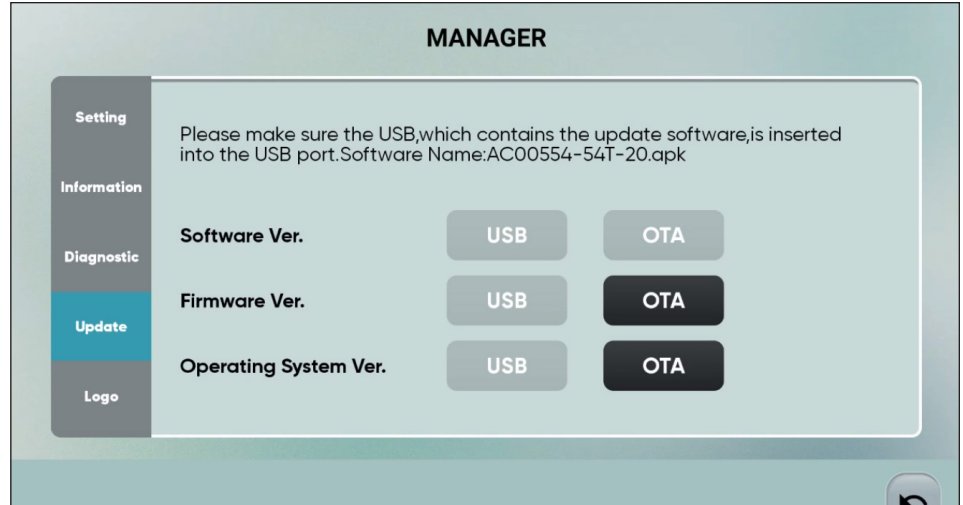 MANAGER
Setting
Information
Diagnostic
Update
Logo
Please make sure the USB,which contains the update software,is inserted
into the USB port.Software Name:AC00554-54T-20.apk
Software Ver. USB OTA
Firmware Ver. USB OTA
Operating System Ver. USB OTA